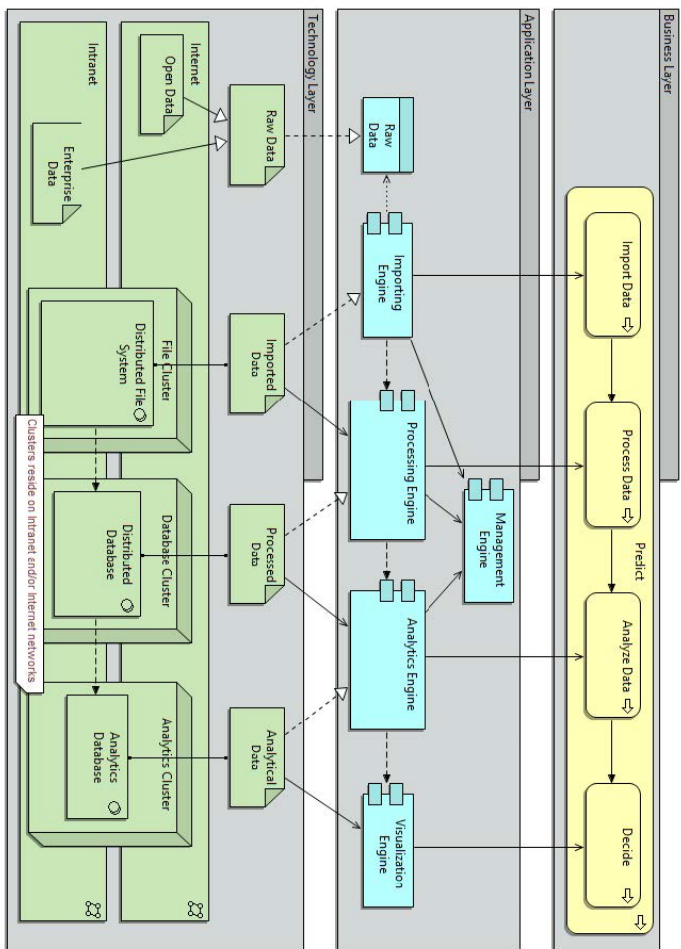 Business Layer
Predict
Import Data
Process Data
Analyze Data
Decide
Application Layer
Management
Engine
Raw
Data
Importing
Engine
Processing Engine
Analytics Engine
Visualization
Engine
Technology Layer
Raw Data
Imported
Data
Processed
Data
Analytical
Data
Internet
Open Data
File Cluster
Database Cluster
Analytics Cluster
Distributed File
System
Distributed
Database
Analytics
Database
Intranet
Enterprise
Data
Clusters reside on Intranet and/or Internet networks